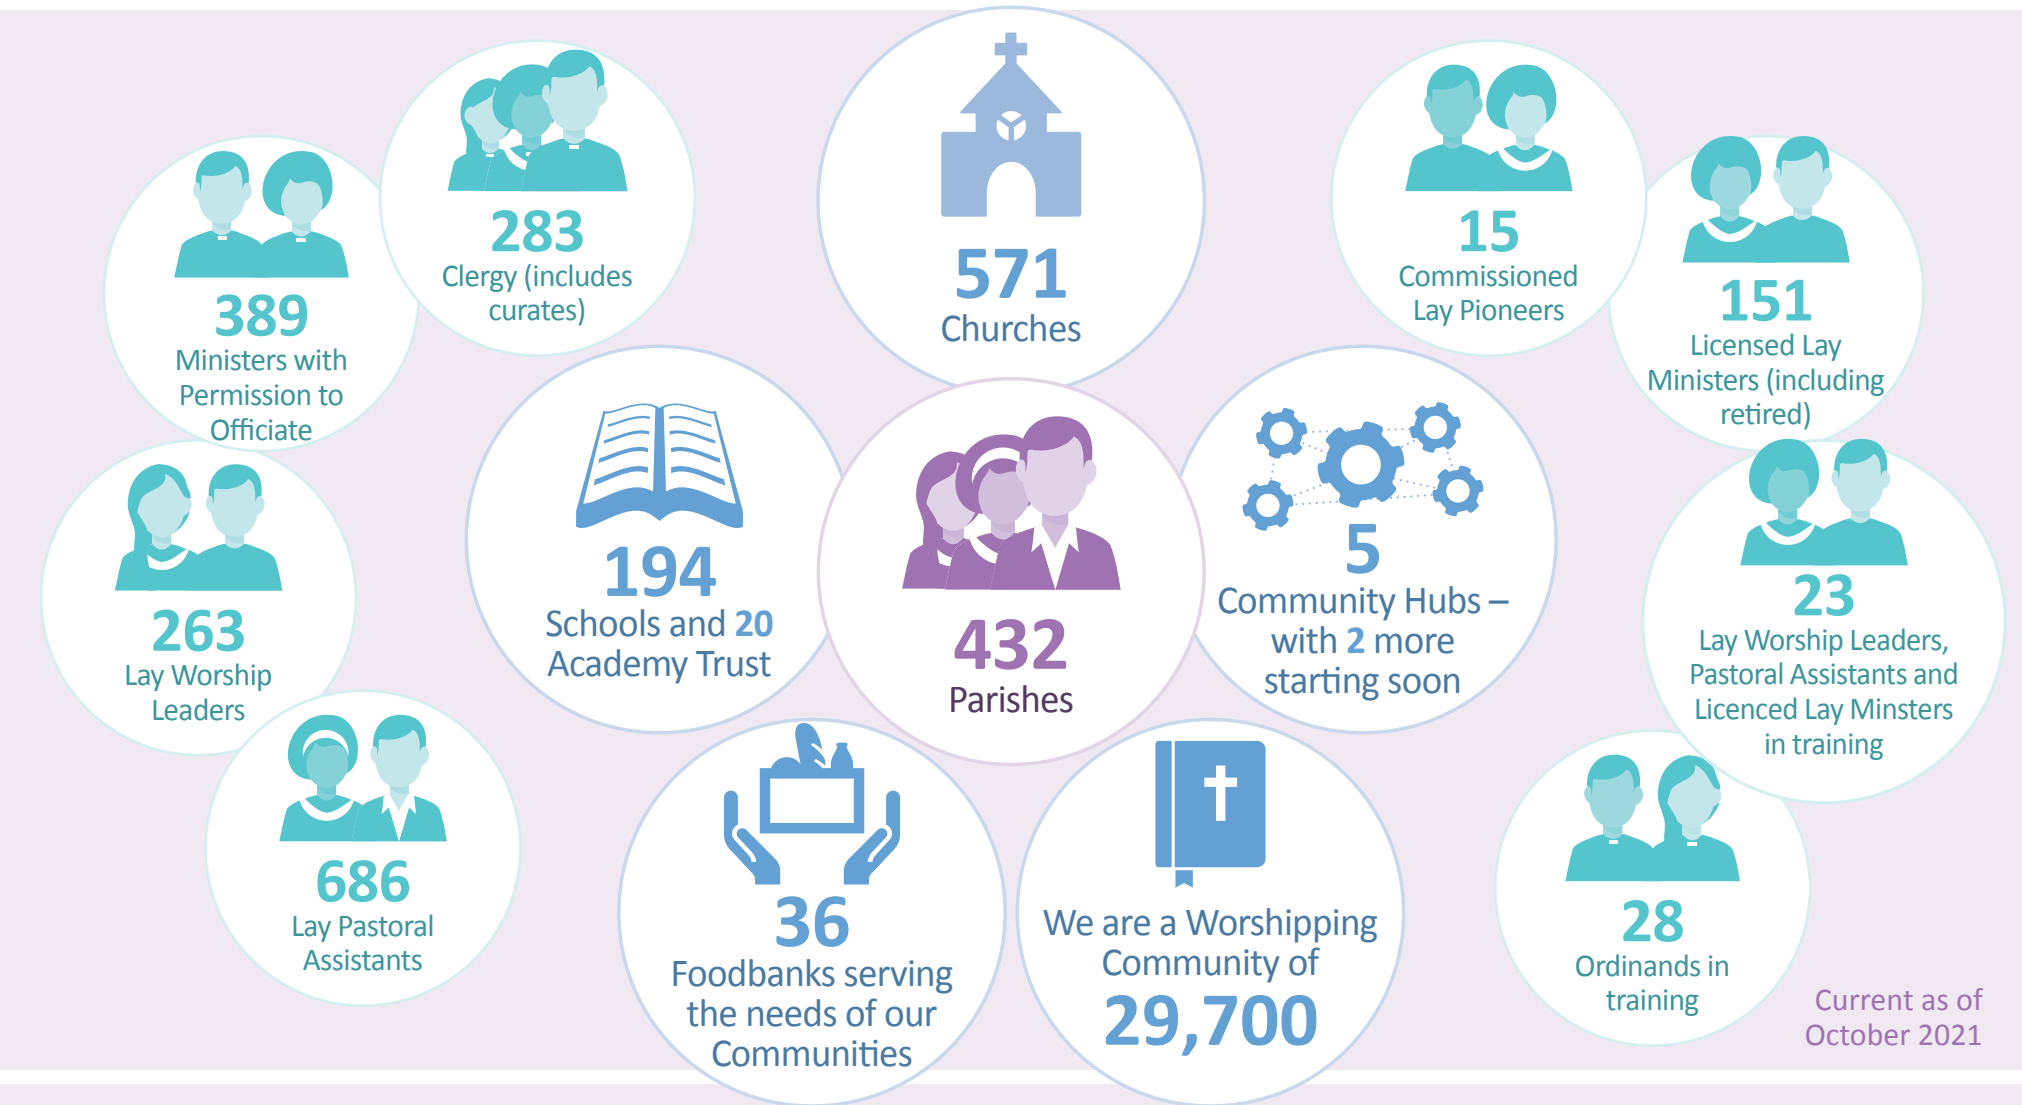 571
Churches
283
Clergy (includes
curates)
389
Ministers with
Permission to
Officiate
263
Lay Worship
Leaders
686
Lay Pastoral
Assistants
194
Schools and 20
Academy Trust
432
Parishes
5
Community Hubs –
with 2 more
starting soon
36
Foodbanks serving
the needs of our
Communities
We are a Worshipping
Community of
29,700
15
Commissioned
Lay Pioneers
151
Licensed Lay
Ministers (including
retired)
23
Lay Worship Leaders,
Pastoral Assistants and
Licenced Lay Minsters
in training
28
Ordinands in
training
Current as of
October 2021